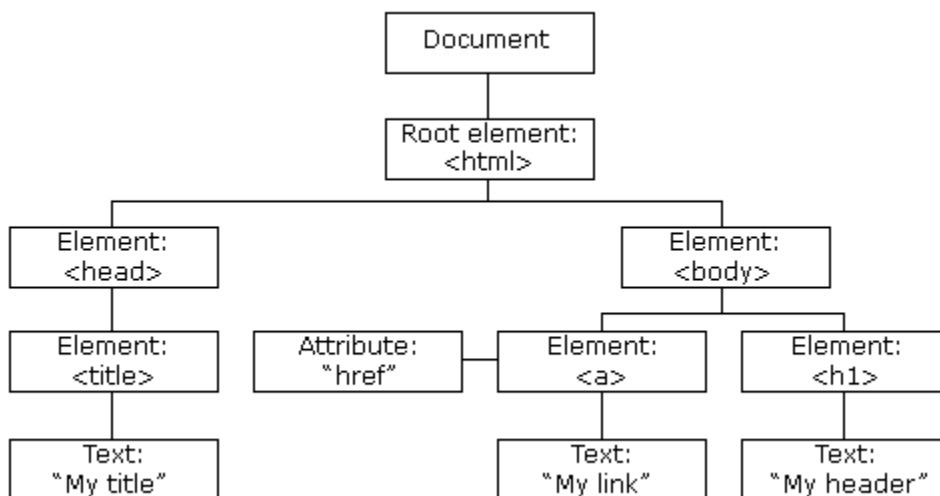 Document
Root element:
<html>
Element:
<head>
Element:
<body>
Element:
<title>
Attribute:
“href”
Element:
<a>
Element:
<h1>
Text:
“My title”
Text:
“My link”
Text:
“My header”